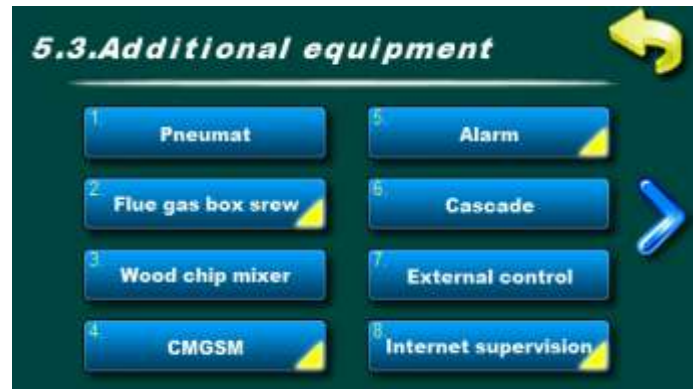 5.3.Additional equipment
1 Pneumat
2 Flue gas box srew
3 Wood chip mixer
4 CMGSM
5 Alarm
6 Cascade
7 External control
8 Internet supervision